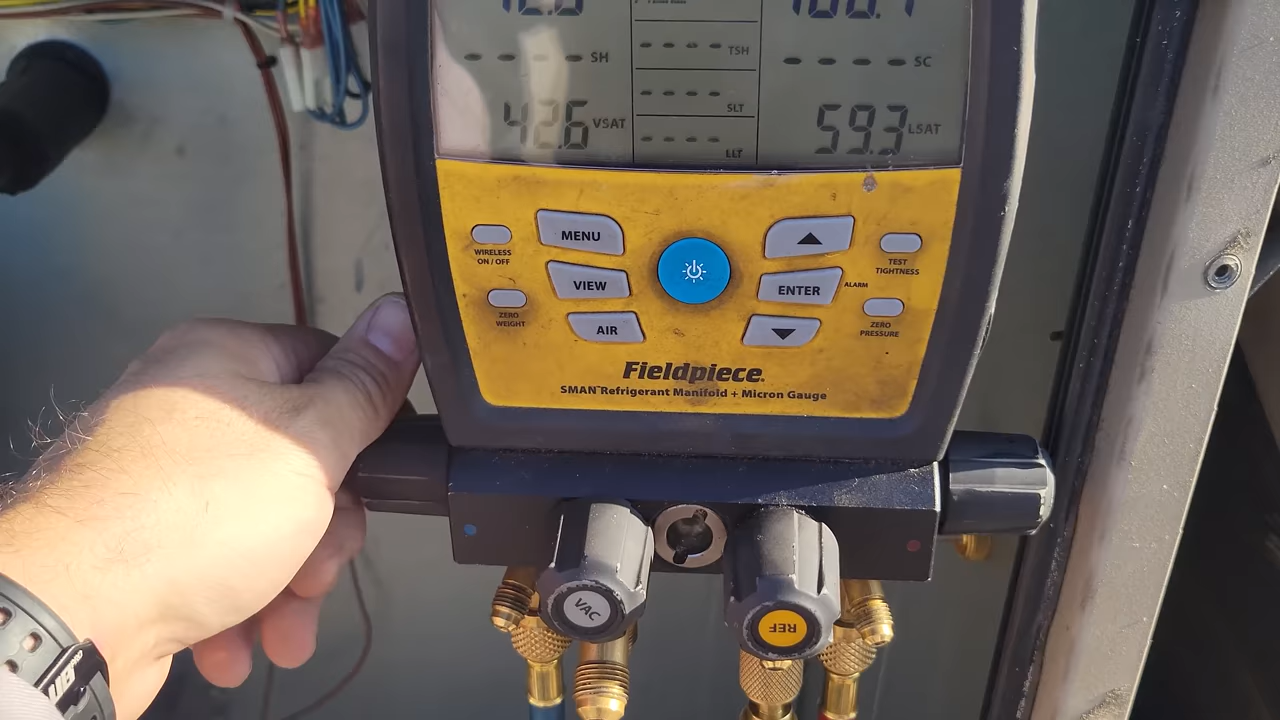 SH
TSH
SC
SLT
42.6 VSAT
59.3 LSAT
LLT
WIRELESS
ON / OFF
MENU
TEST
TIGHTNESS
VIEW
ENTER
ALARM
ZERO
WEIGHT
AIR
ZERO
PRESSURE
Fieldpiece
SMAN™ Refrigerant Manifold + Micron Gauge
VAC
REF